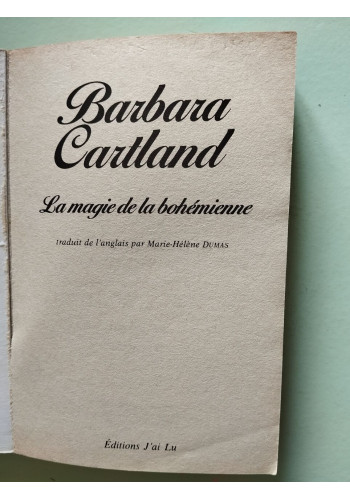 Barbara
Cartland
La magie de la bohémienne
traduit de l'anglais par Marie-Hélène DUMAS
Éditions J'ai Lu